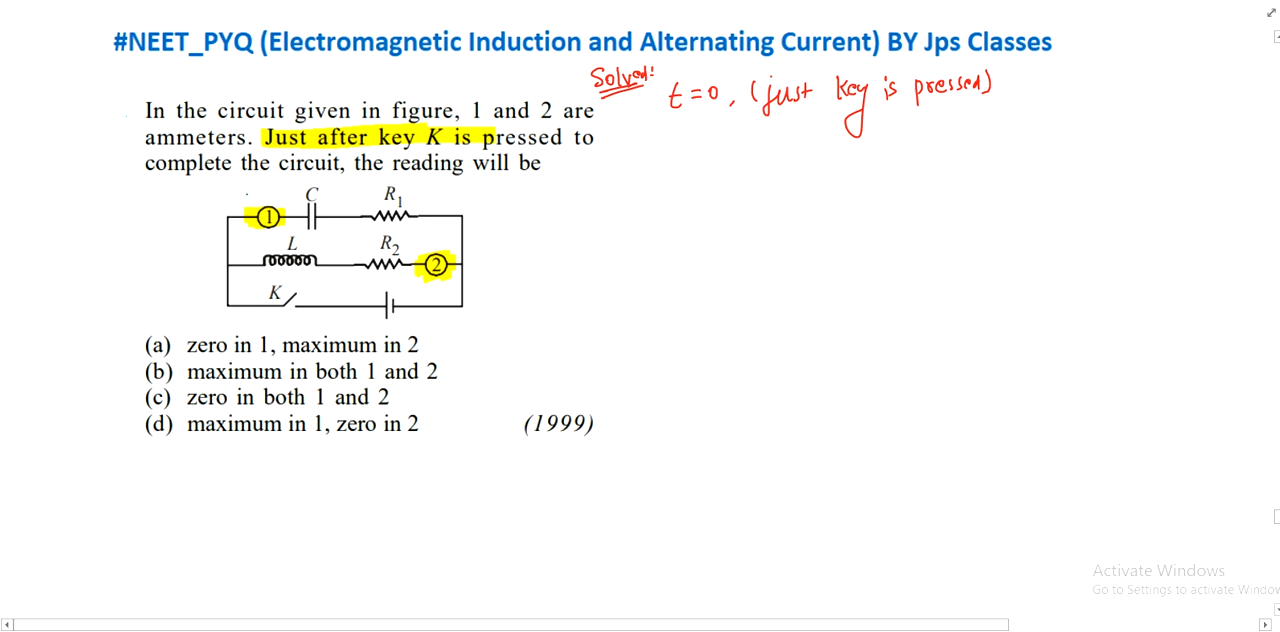 #NEET_PYQ (Electromagnetic Induction and Alternating Current) BY Jps Classes
Solved:
t=0, (just key is pressed)
In the circuit given in figure, 1 and 2 are
ammeters. Just after key K is pressed to
complete the circuit, the reading will be
C R1
1
L R2
2
K
(a) zero in 1, maximum in 2
(b) maximum in both 1 and 2
(c) zero in both 1 and 2
(d) maximum in 1, zero in 2 (1999)
Activate Windows
Go to Settings to activate Window